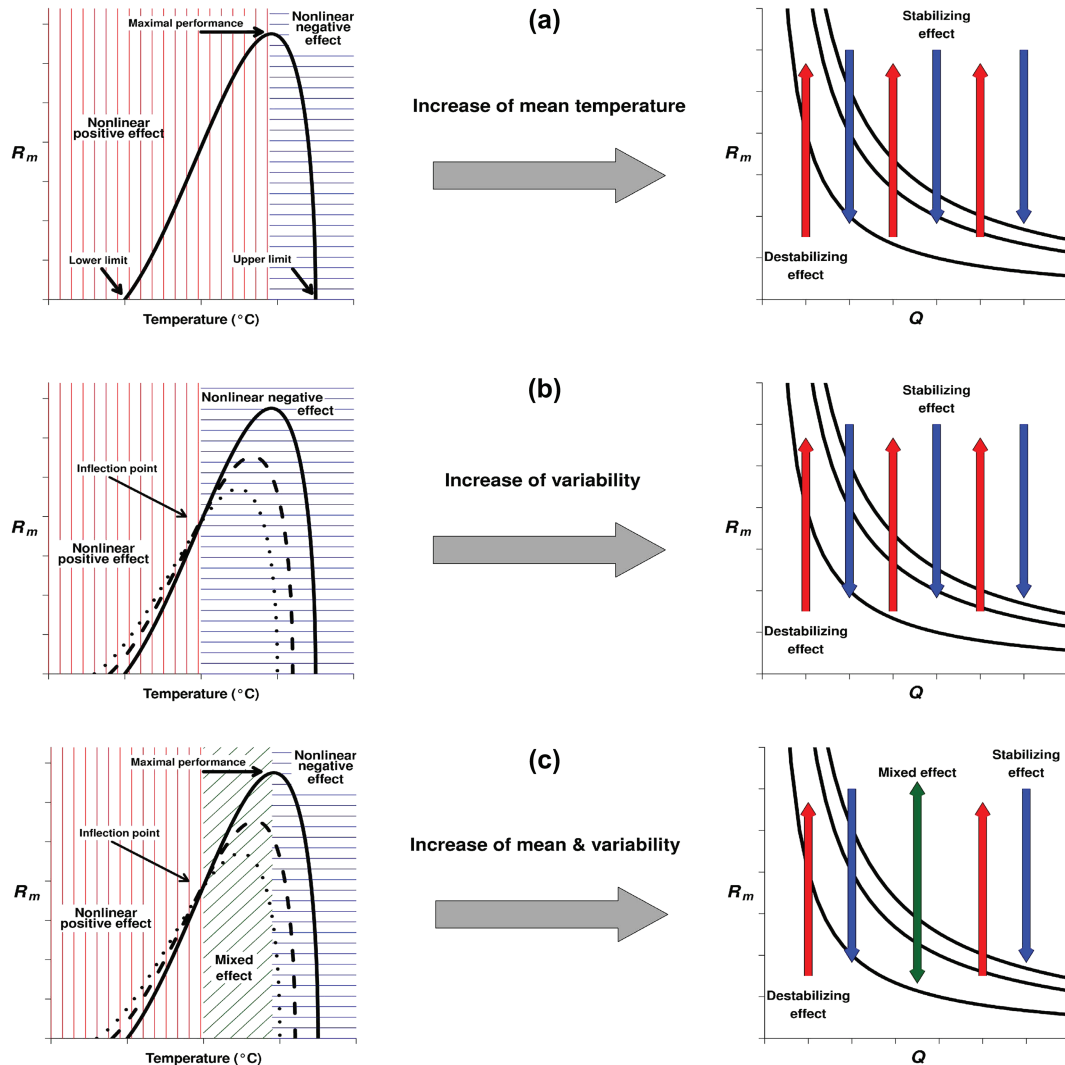 (a)
Maximal performance
Nonlinear
negative
effect
Nonlinear
positive effect
R m
Lower limit
Upper limit
Temperature (°C)
Increase of mean temperature
Stabilizing
effect
R m
Destabilizing
effect
Q
(b)
Nonlinear negative
effect
Inflection point
R m
Nonlinear
positive effect
Temperature (°C)
Increase of variability
Stabilizing
effect
R m
Destabilizing
effect
Q
(c)
Nonlinear
negative
effect
Maximal performance
Inflection point
R m
Nonlinear
positive effect
Mixed
effect
Temperature (°C)
Increase of mean & variability
Mixed effect
Stabilizing
effect
R m
Destabilizing
effect
Q